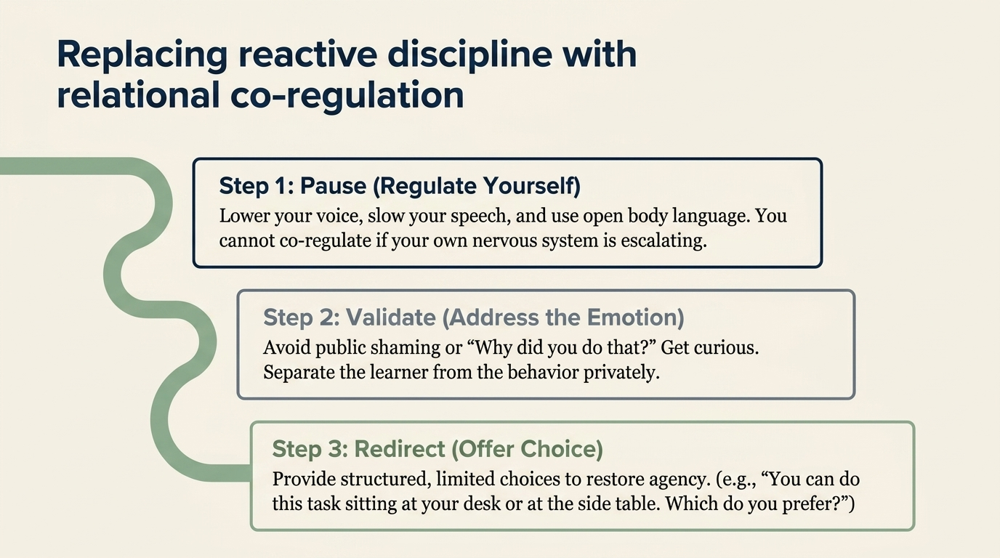 Replacing reactive discipline with
relational co-regulation
Step 1: Pause (Regulate Yourself)
Lower your voice, slow your speech, and use open body language. You
cannot co-regulate if your own nervous system is escalating.
Step 2: Validate (Address the Emotion)
Avoid public shaming or “Why did you do that?” Get curious.
Separate the learner from the behavior privately.
Step 3: Redirect (Offer Choice)
Provide structured, limited choices to restore agency. (e.g., “You can do
this task sitting at your desk or at the side table. Which do you prefer?”)